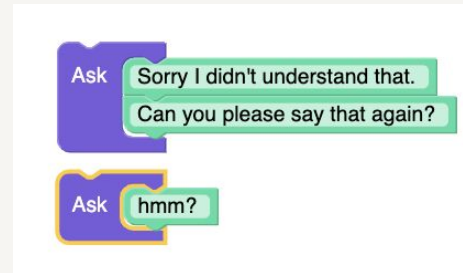 Ask Sorry I didn't understand that.
Can you please say that again?
Ask hmm?